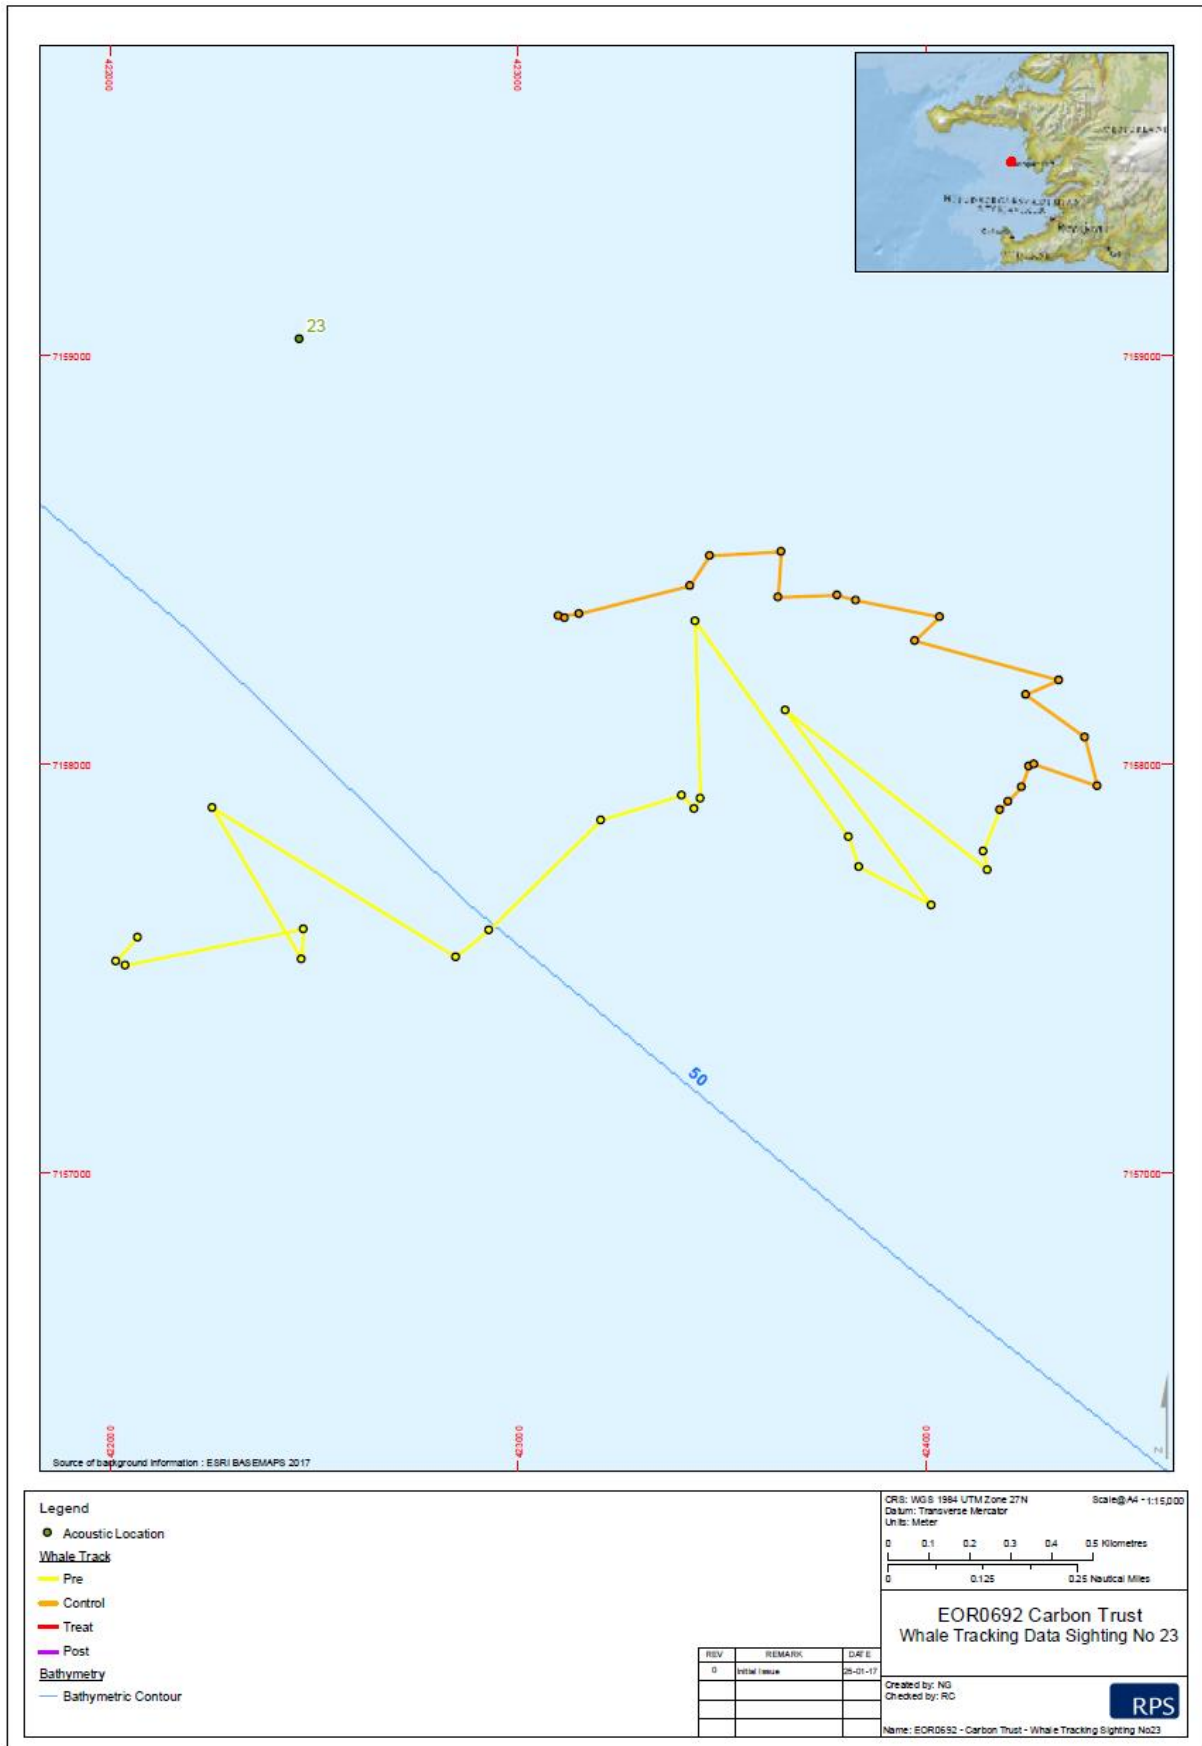 422000
423000
424000
23
7159000
7159000
7158000
7158000
50
7157000
7157000
422000
423000
424000
N
Source of background information : ESRI BASEMAPS 2017
Legend
Acoustic Location
Whale Track
Pre
Control
Treat
Post
Bathymetry
Bathymetric Contour
REV REMARK DATE
0 Initial Issue 25-01-17
CRS: WGS 1984 UTM Zone 27N Scale@A4 - 1:15,000
Datum: Transverse Mercator
Units: Meter
0 0.1 0.2 0.3 0.4 0.5 Kilometres
0 0.125 0.25 Nautical Miles
EOR0692 Carbon Trust
Whale Tracking Data Sighting No 23
Created by: NG
Checked by: RC
RPS
Name: EOR0692 - Carbon Trust - Whale Tracking Sighting No23